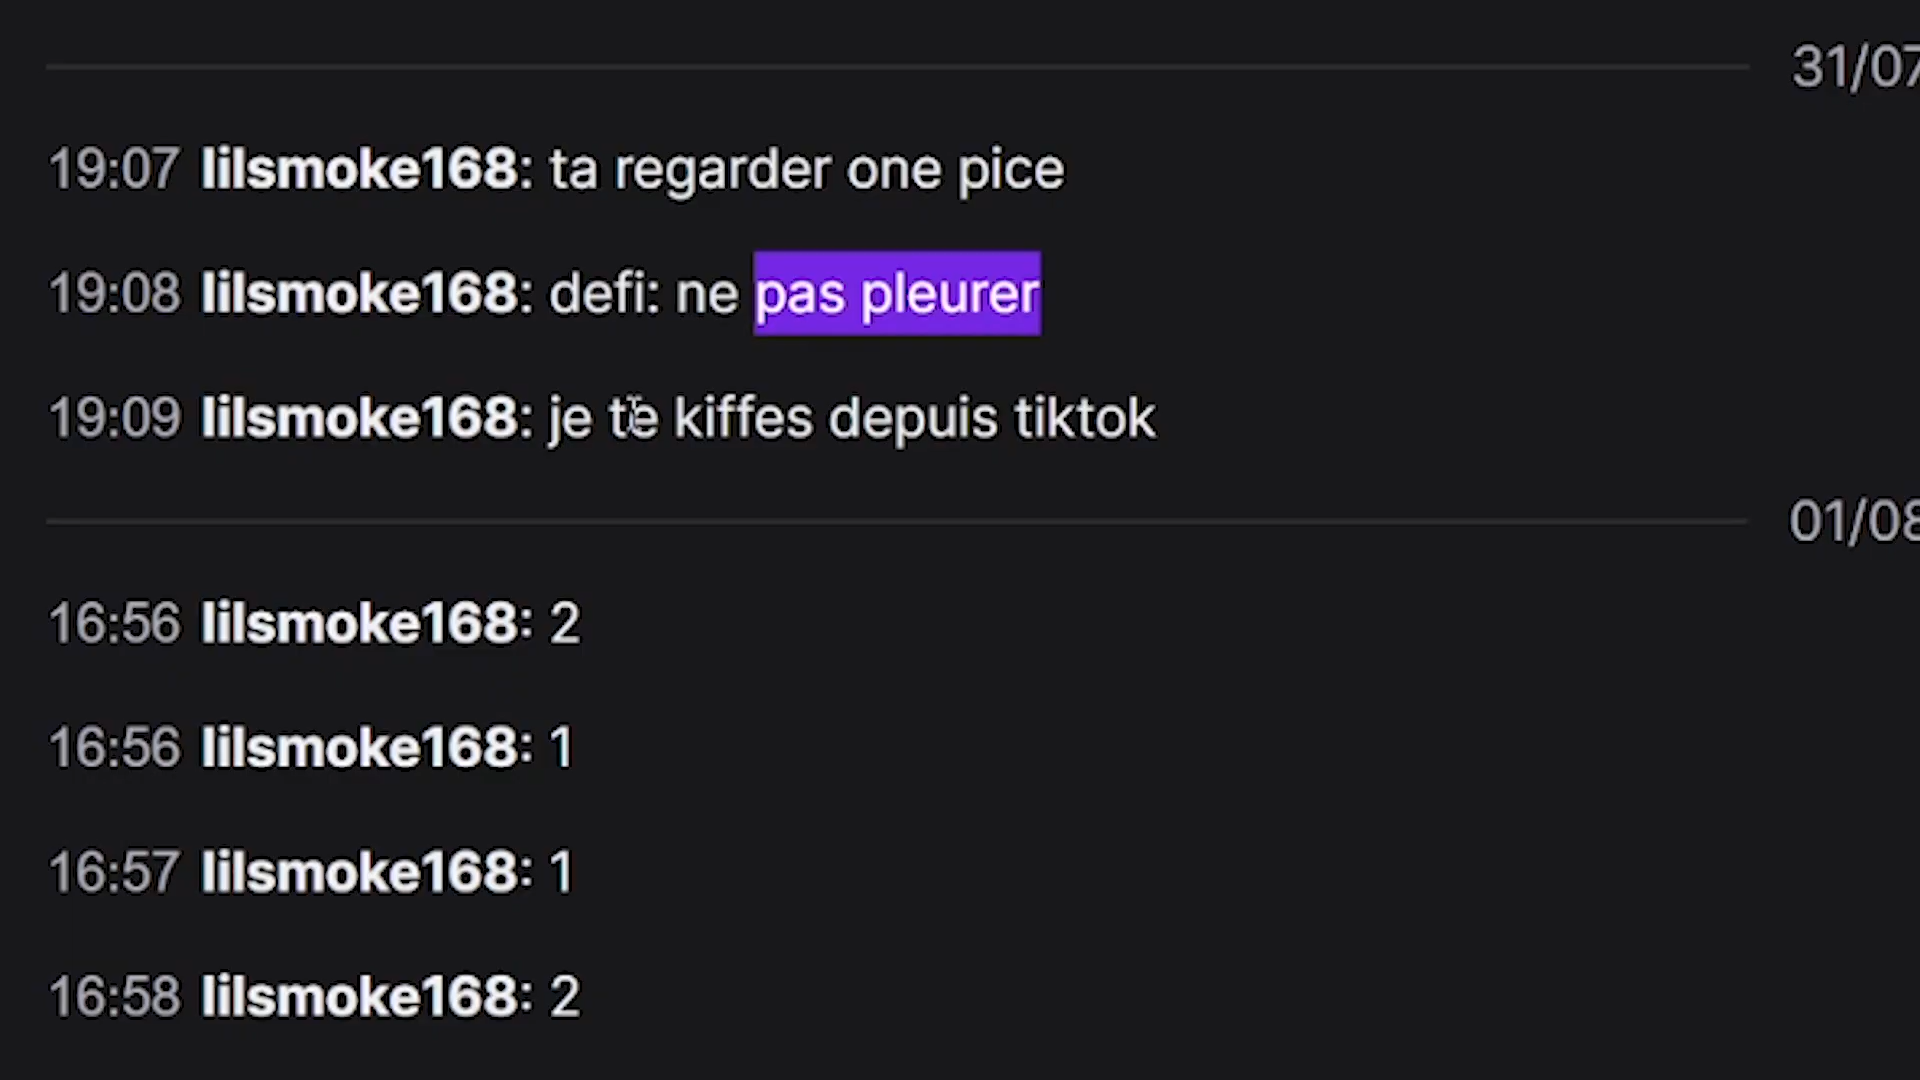 31/07
19:07 lilsmoke168: ta regarder one pice
19:08 lilsmoke168: defi: ne pas pleurer
19:09 lilsmoke168: je te kiffes depuis tiktok
01/08
16:56 lilsmoke168: 2
16:56 lilsmoke168: 1
16:57 lilsmoke168: 1
16:58 lilsmoke168: 2